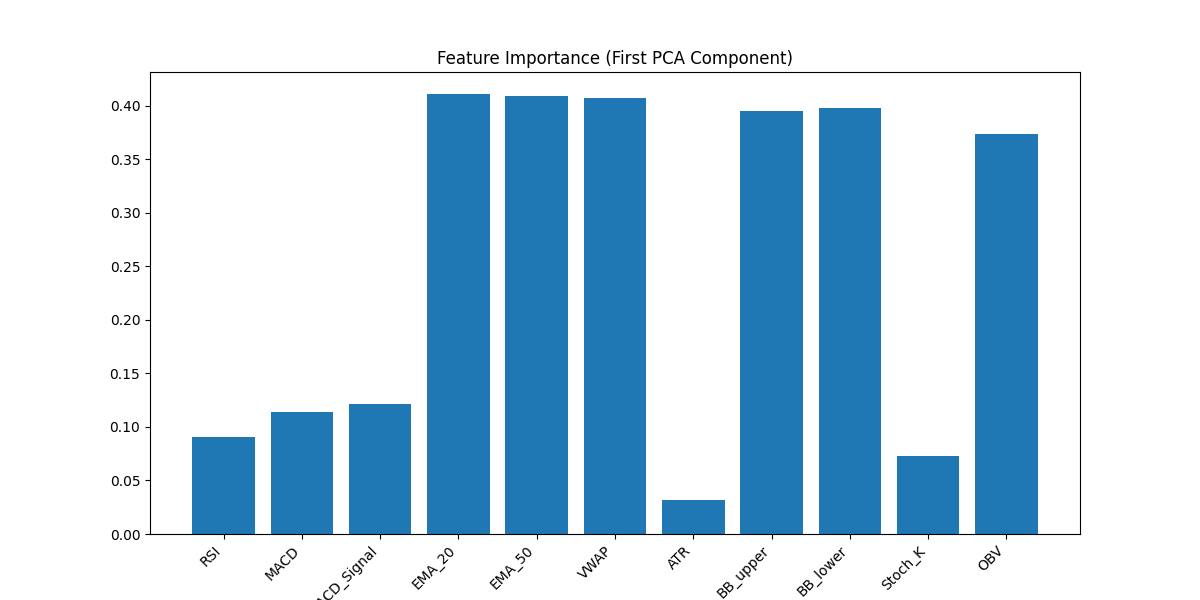 Feature Importance (First PCA Component)
0.40
0.35
0.30
0.25
0.20
0.15
0.10
0.05
0.00
RSI
MACD
ACD_Signal
EMA_20
EMA_50
VWAP
ATR
BB_upper
BB_lower
Stoch_K
OBV